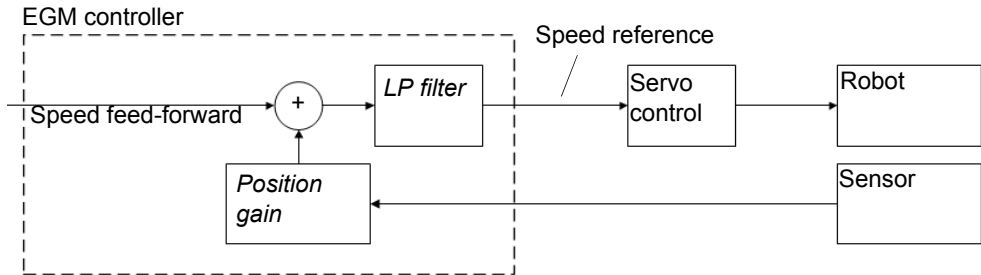 EGM controller
Speed reference
LP filter
Servo
control
Robot
+
Speed feed-forward
Position
gain
Sensor